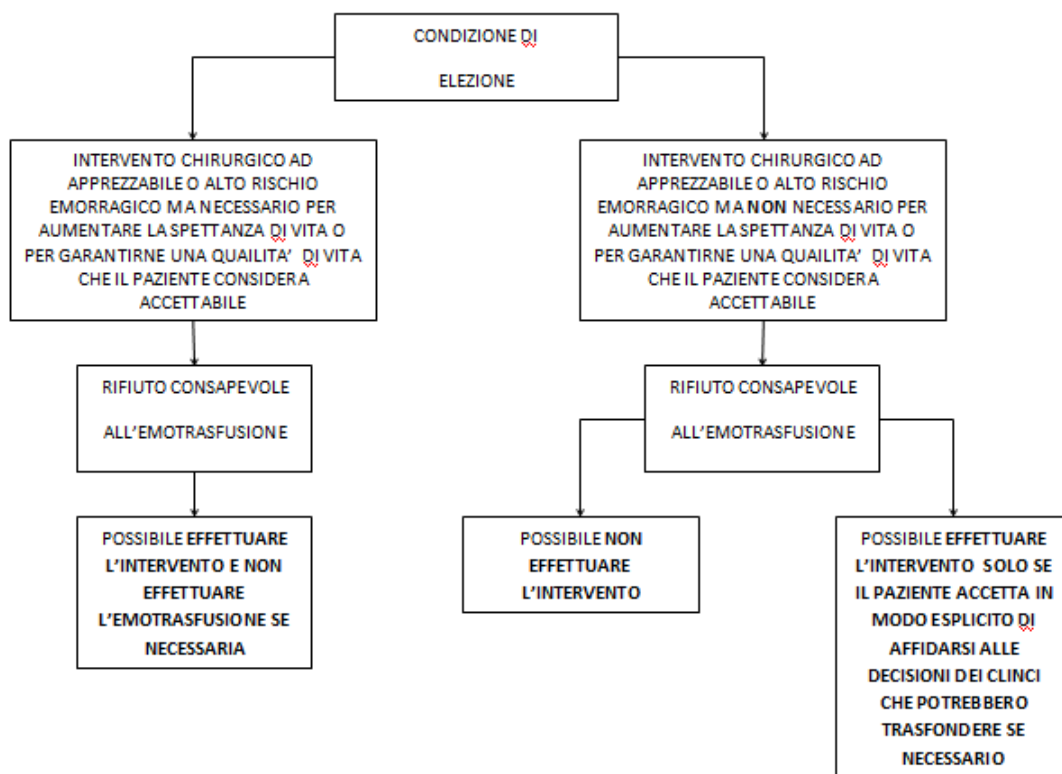 CONDIZIONE DI
ELEZIONE
INTERVENTO CHIRURGICO AD
APPREZZABILE O ALTO RISCHIO
EMORRAGICO MA NECESSARIO PER
AUMENTARE LA SPETTANZA DI VITA O
PER GARANTIRNE UNA QUAILITA' DI VITA
CHE IL PAZIENTE CONSIDERA
ACCETTABILE
INTERVENTO CHIRURGICO AD
APPREZZABILE O ALTO RISCHIO
EMORRAGICO MA NON NECESSARIO PER
AUMENTARE LA SPETTANZA DI VITA O
PER GARANTIRNE UNA QUAILITA' DI VITA
CHE IL PAZIENTE CONSIDERA
ACCETTABILE
RIFIUTO CONSAPEVOLE
ALL'EMOTRASFUSIONE
RIFIUTO CONSAPEVOLE
ALL'EMOTRASFUSIONE
POSSIBILE EFFETTUARE
L'INTERVENTO E NON
EFFETTUARE
L'EMOTRASFUSIONE SE
NECESSARIA
POSSIBILE NON
EFFETTUARE
L'INTERVENTO
POSSIBILE EFFETTUARE
L'INTERVENTO SOLO SE
IL PAZIENTE ACCETTA IN
MODO ESPLICITO DI
AFFIDARSI ALLE
DECISIONI DEI CLINCI
CHE POTREBBERO
TRASFONDERE SE
NECESSARIO